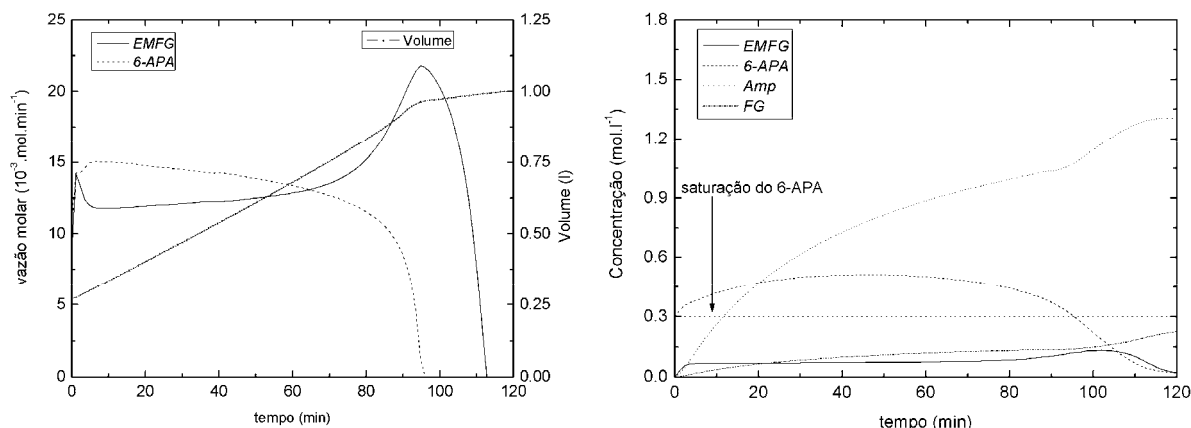 25
20
15
10
5
0
vazão molar (10⁻³.mol.min⁻¹)
EMFG
6-APA
Volume
1.25
1.00
0.75
0.50
0.25
0.00
Volume (l)
0 20 40 60 80 100 120
tempo (min)
1.8
1.5
1.2
0.9
0.6
0.3
0.0
Concentração (mol.l⁻¹)
EMFG
6-APA
Amp
FG
saturação do 6-APA
0 20 40 60 80 100 120
tempo (min)